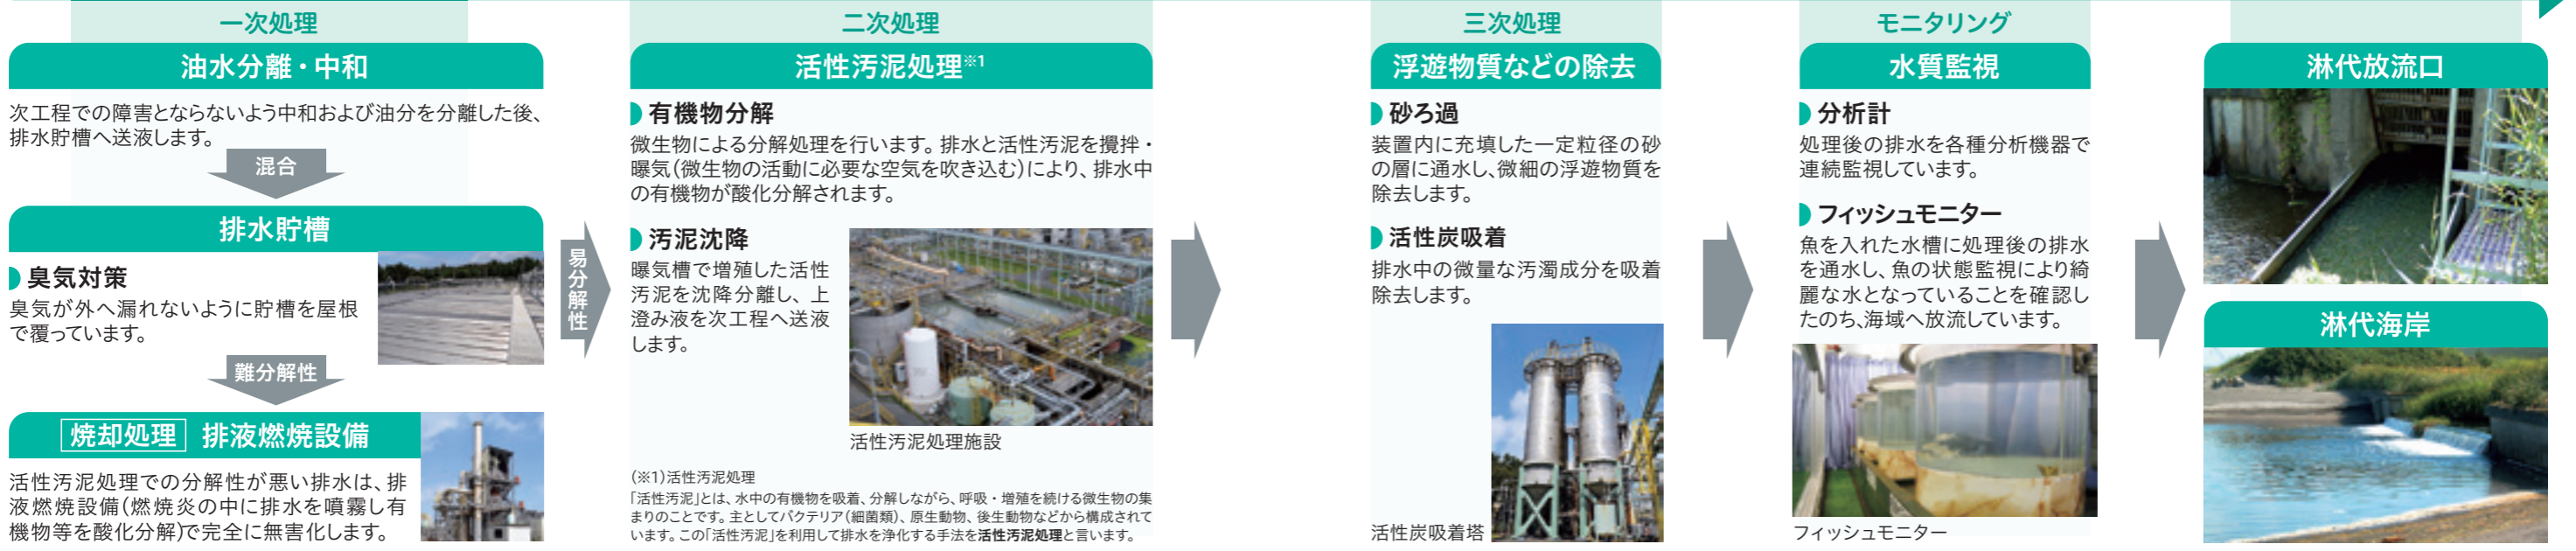 一次処理
油水分離・中和
次工程での障害とならないよう中和および油分を分離した後、
排水貯槽へ送液します。
混合
排水貯槽
臭気対策
臭気が外へ漏れないように貯槽を屋根
で覆っています。
難分解性
焼却処理 排液燃焼設備
活性汚泥処理での分解性が悪い排水は、排
液燃焼設備(燃焼炎の中に排水を噴霧し有
機物等を酸化分解)で完全に無害化します。
易分解性
二次処理
活性汚泥処理※1
有機物分解
微生物による分解処理を行います。排水と活性汚泥を攪拌・
曝気(微生物の活動に必要な空気を吹き込む)により、排水中
の有機物が酸化分解されます。
汚泥沈降
曝気槽で増殖した活性
汚泥を沈降分離し、上
澄み液を次工程へ送液
します。
活性汚泥処理施設
(※1)活性汚泥処理
「活性汚泥」とは、水中の有機物を吸着、分解しながら、呼吸・増殖を続ける微生物の集
まりのことです。主としてバクテリア(細菌類)、原生動物、後生動物などから構成されて
います。この「活性汚泥」を利用して排水を浄化する手法を活性汚泥処理と言います。
三次処理
浮遊物質などの除去
砂ろ過
装置内に充填した一定粒径の砂
の層に通水し、微細の浮遊物質を
除去します。
活性炭吸着
排水中の微量な汚濁成分を吸着
除去します。
活性炭吸着塔
モニタリング
水質監視
分析計
処理後の排水を各種分析機器で
連続監視しています。
フィッシュモニター
魚を入れた水槽に処理後の排水
を通水し、魚の状態監視により綺
麗な水となっていることを確認し
たのち、海域へ放流しています。
フィッシュモニター
淋代放流口
淋代海岸